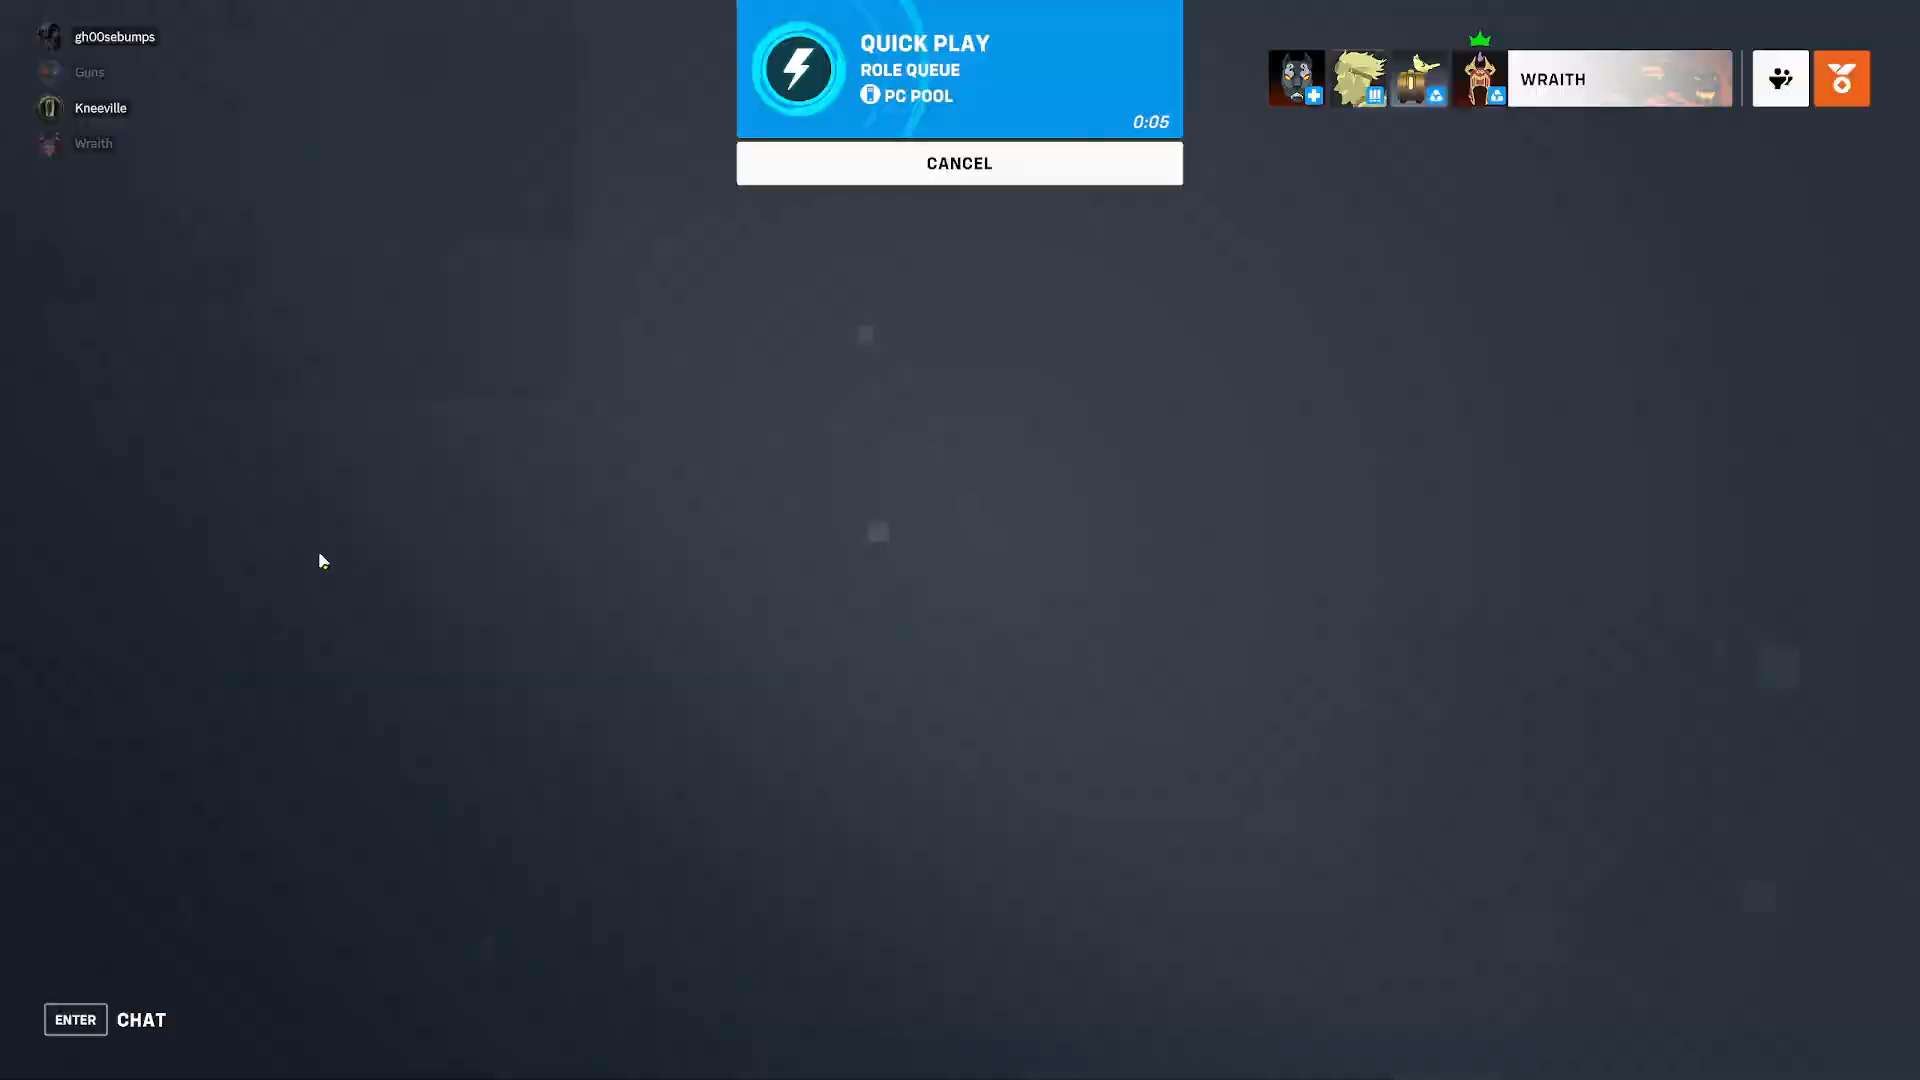 gh00sebumps
Guns
Kneeville
Wraith
QUICK PLAY
ROLE QUEUE
PC POOL
0:05
CANCEL
WRAITH
ENTER CHAT